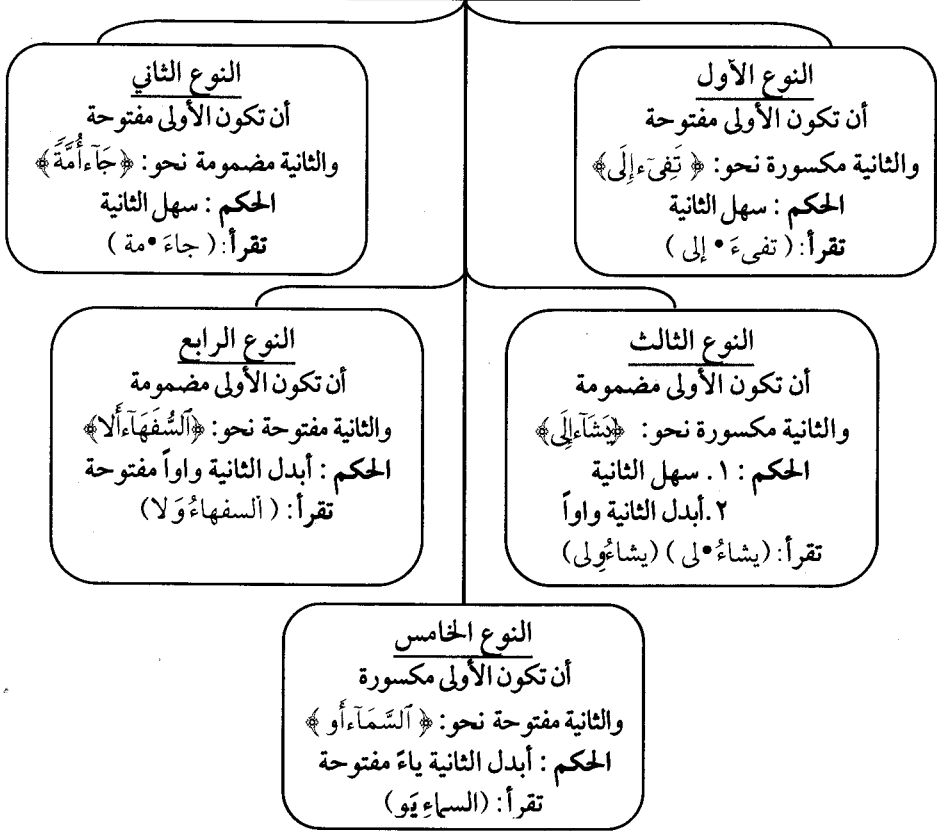 النوع الأول
أن تكون الأولى مفتوحة
والثانية مكسورة نحو: ﴿ تَفِىٓءَ إِلَى﴾
الحكم : سهل الثانية
تقرأ: ( تفىءَ • إلى )
النوع الثاني
أن تكون الأولى مفتوحة
والثانية مضمومة نحو: ﴿جَآءَ أُمَّةً﴾
الحكم : سهل الثانية
تقرأ: ( جاءَ •مة )
النوع الثالث
أن تكون الأولى مضمومة
والثانية مكسورة نحو: ﴿يَشَآءُ إِلَى﴾
الحكم : ١. سهل الثانية
٢.أبدل الثانية واواً
تقرأ: (يشاءُ•لى ) (يشاءُوِلى)
النوع الرابع
أن تكون الأولى مضمومة
والثانية مفتوحة نحو: ﴿ٱلسُّفَهَآءُ أَلا﴾
الحكم : أبدل الثانية واواً مفتوحة
تقرأ: ( السفهاءُ وَلا)
النوع الخامس
أن تكون الأولى مكسورة
والثانية مفتوحة نحو: ﴿ ٱلسَّمَآءِ أَو ﴾
الحكم : أبدل الثانية ياءً مفتوحة
تقرأ: (السماءِ يَو)